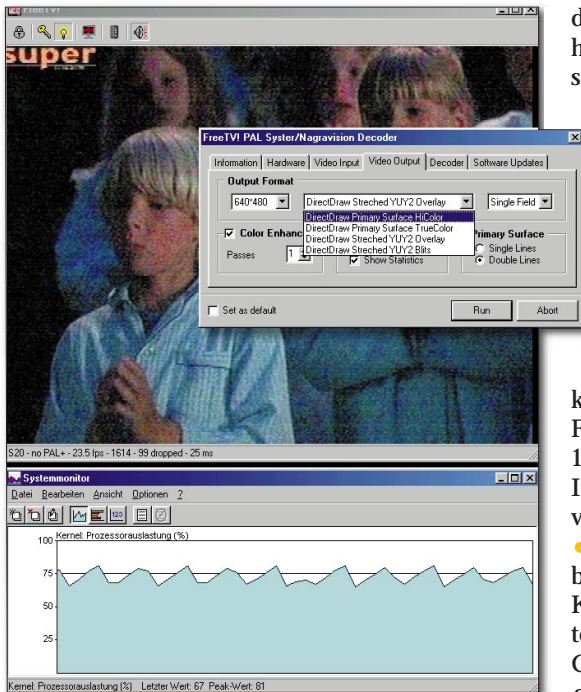 FreeTV!
super
FreeTV! PAL Syster/Nagravision Decoder
Information Hardware Video Input Video Output Decoder Software Updates
Output Format
640*480 DirectDraw Streched YUY2 Overlay Single Field
DirectDraw Primary Surface HiColor
DirectDraw Primary Surface TrueColor
DirectDraw Streched YUY2 Overlay
DirectDraw Streched YUY2 Blits
Color Enhanc
Passes 1
Show Statistics
Primary Surface
Single Lines
Double Lines
Set as default Run Abort
S20 - no PAL+ - 23.5 fps - 1614 - 99 dropped - 25 ms
Systemmonitor
Datei Bearbeiten Ansicht Optionen ?
123
Kernel: Prozessorauslastung (%)
100
75
50
25
Kernel: Prozessorauslastung (%) Letzter Wert: 67 Peak-Wert: 81
d
h
s
k
F
1
I
v
b
K
te
C